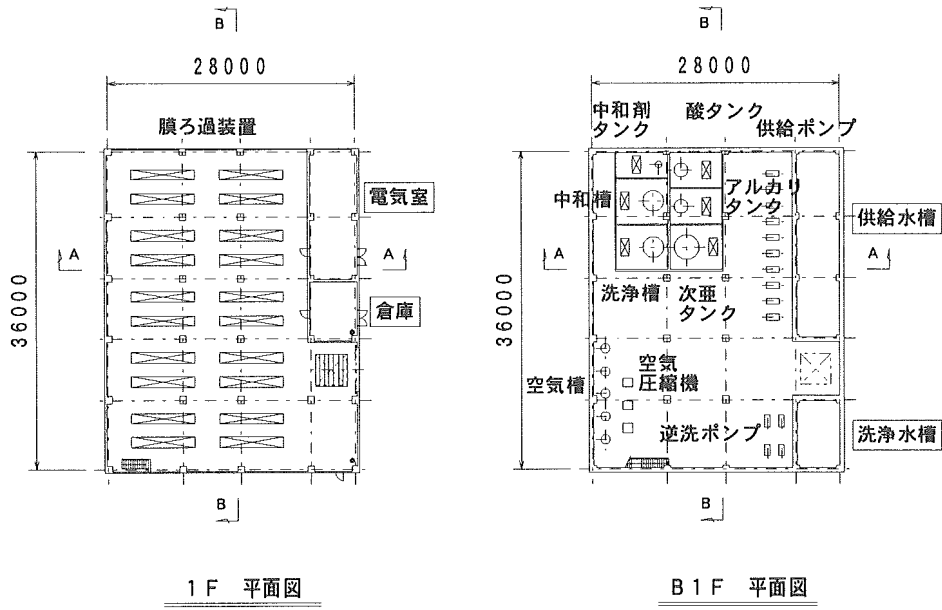 B
28000
膜ろ過装置
電気室
A
A
36000
倉庫
B
1F 平面図
B
28000
中和剤
タンク
酸タンク
供給ポンプ
中和槽
アルカリ
タンク
供給水槽
A
A
36000
洗浄槽
次亜
タンク
空気槽
空気
圧縮機
逆洗ポンプ
洗浄水槽
B
B1F 平面図